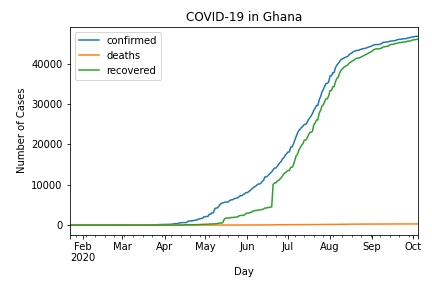 COVID-19 in Ghana
confirmed
deaths
recovered
Number of Cases
40000
30000
20000
10000
0
Feb Mar Apr May Jun Jul Aug Sep Oct
2020
Day